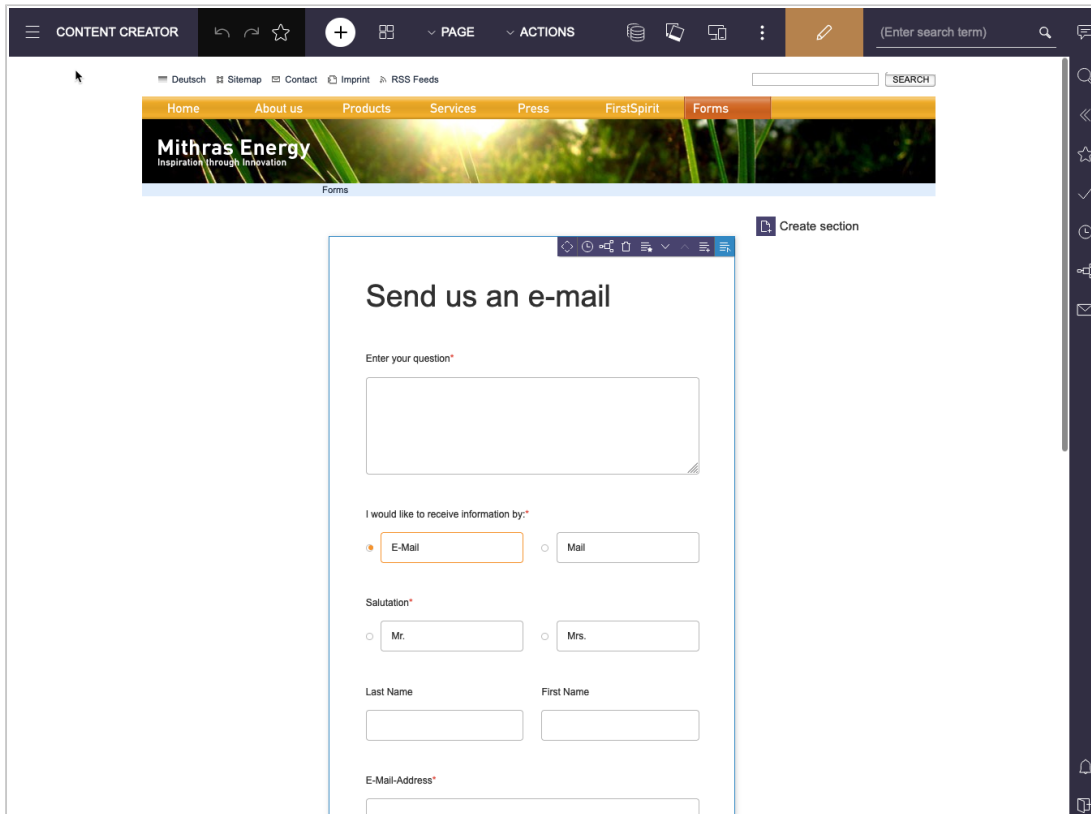 CONTENT CREATOR PAGE ACTIONS (Enter search term)
Deutsch Sitemap Contact Imprint RSS Feeds SEARCH
Home About us Products Services Press FirstSpirit Forms
Mithras Energy
Inspiration through Innovation
Forms
Create section
Send us an e-mail
Enter your question*
I would like to receive information by:*
E-Mail Mail
Salutation*
Mr. Mrs.
Last Name First Name
E-Mail-Address*